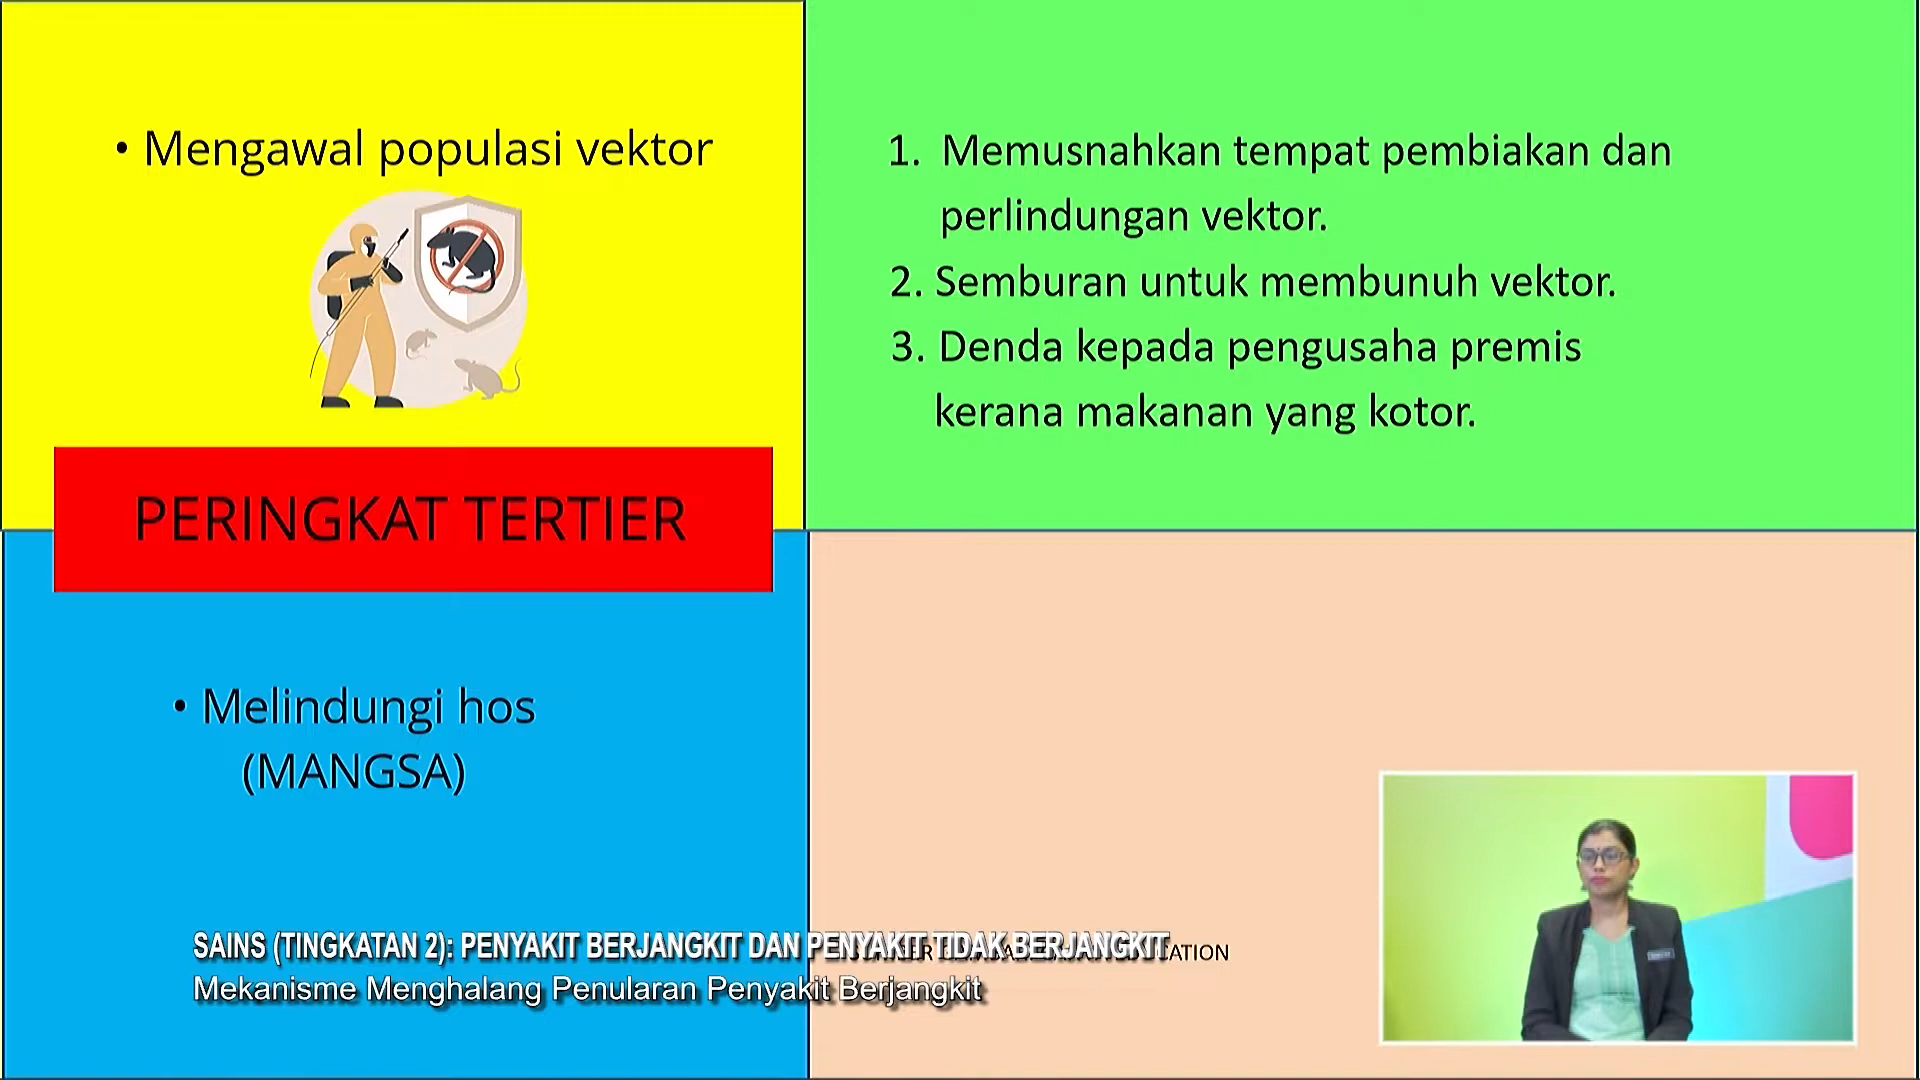 • Mengawal populasi vektor
1. Memusnahkan tempat pembiakan dan
perlindungan vektor.
2. Semburan untuk membunuh vektor.
3. Denda kepada pengusaha premis
kerana makanan yang kotor.
PERINGKAT TERTIER
• Melindungi hos
(MANGSA)
SAINS (TINGKATAN 2): PENYAKIT BERJANGKIT DAN PENYAKIT TIDAK BERJANGKIT
Mekanisme Menghalang Penularan Penyakit Berjangkit